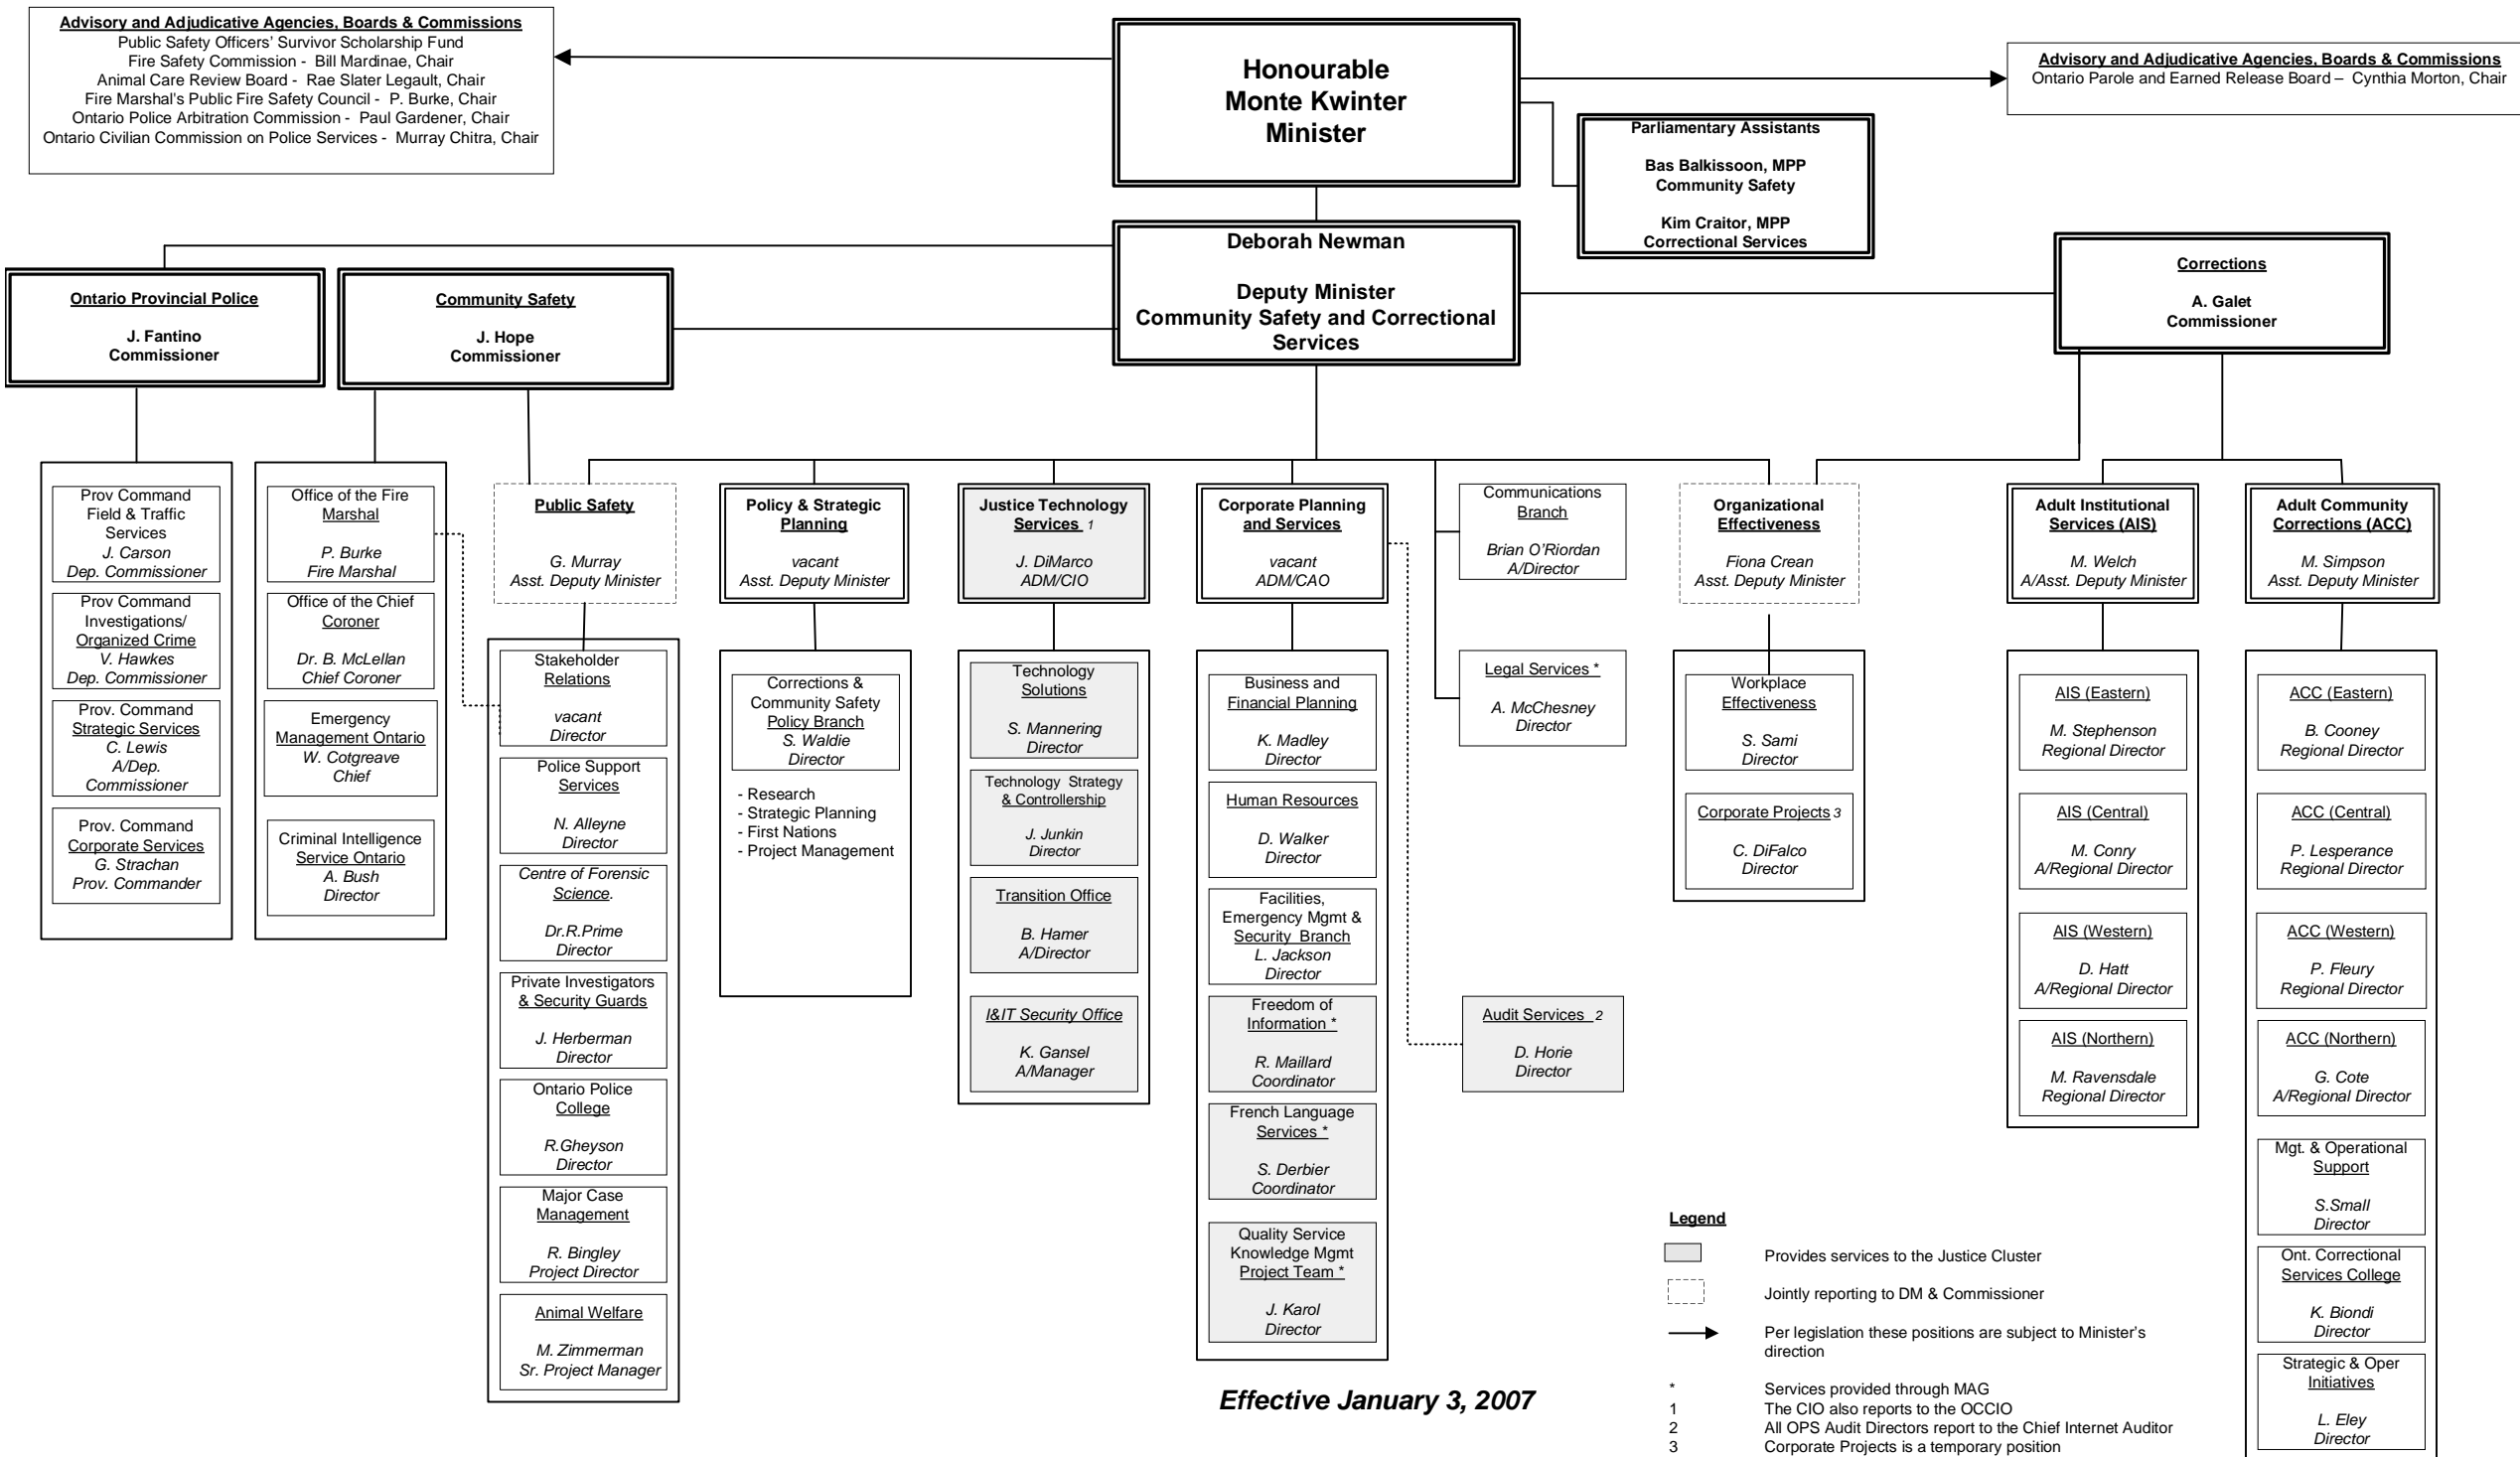 Advisory and Adjudicative Agencies, Boards & Commissions
Public Safety Officers' Survivor Scholarship Fund
Fire Safety Commission - Bill Mardinae, Chair
Animal Care Review Board - Rae Slater Legault, Chair
Fire Marshal's Public Fire Safety Council - P. Burke, Chair
Ontario Police Arbitration Commission - Paul Gardener, Chair
Ontario Civilian Commission on Police Services - Murray Chitra, Chair
Honourable
Monte Kwinter
Minister
Advisory and Adjudicative Agencies, Boards & Commissions
Ontario Parole and Earned Release Board – Cynthia Morton, Chair
Parliamentary Assistants
Bas Balkissoon, MPP
Community Safety
Kim Craitor, MPP
Correctional Services
Deborah Newman
Deputy Minister
Community Safety and Correctional
Services
Ontario Provincial Police
J. Fantino
Commissioner
Community Safety
J. Hope
Commissioner
Corrections
A. Galet
Commissioner
Prov Command
Field & Traffic
Services
J. Carson
Dep. Commissioner
Prov Command
Investigations/
Organized Crime
V. Hawkes
Dep. Commissioner
Prov. Command
Strategic Services
C. Lewis
A/Dep.
Commissioner
Prov. Command
Corporate Services
G. Strachan
Prov. Commander
Office of the Fire
Marshal
P. Burke
Fire Marshal
Office of the Chief
Coroner
Dr. B. McLellan
Chief Coroner
Emergency
Management Ontario
W. Cotgreave
Chief
Criminal Intelligence
Service Ontario
A. Bush
Director
Public Safety
G. Murray
Asst. Deputy Minister
Stakeholder
Relations
vacant
Director
Police Support
Services
N. Alleyne
Director
Centre of Forensic
Science.
Dr.R.Prime
Director
Private Investigators
& Security Guards
J. Herberman
Director
Ontario Police
College
R.Gheyson
Director
Major Case
Management
R. Bingley
Project Director
Animal Welfare
M. Zimmerman
Sr. Project Manager
Policy & Strategic
Planning
vacant
Asst. Deputy Minister
Corrections &
Community Safety
Policy Branch
S. Waldie
Director
- Research
- Strategic Planning
- First Nations
- Project Management
Justice Technology
Services 1
J. DiMarco
ADM/CIO
Technology
Solutions
S. Mannering
Director
Technology Strategy
& Controllership
J. Junkin
Director
Transition Office
B. Hamer
A/Director
I&IT Security Office
K. Gansel
A/Manager
Corporate Planning
and Services
vacant
ADM/CAO
Business and
Financial Planning
K. Madley
Director
Human Resources
D. Walker
Director
Facilities,
Emergency Mgmt &
Security Branch
L. Jackson
Director
Freedom of
Information *
R. Maillard
Coordinator
French Language
Services *
S. Derbier
Coordinator
Quality Service
Knowledge Mgmt
Project Team *
J. Karol
Director
Communications
Branch
Brian O'Riordan
A/Director
Legal Services *
A. McChesney
Director
Audit Services 2
D. Horie
Director
Organizational
Effectiveness
Fiona Crean
Asst. Deputy Minister
Workplace
Effectiveness
S. Sami
Director
Corporate Projects 3
C. DiFalco
Director
Adult Institutional
Services (AIS)
M. Welch
A/Asst. Deputy Minister
AIS (Eastern)
M. Stephenson
Regional Director
AIS (Central)
M. Conry
A/Regional Director
AIS (Western)
D. Hatt
A/Regional Director
AIS (Northern)
M. Ravensdale
Regional Director
Adult Community
Corrections (ACC)
M. Simpson
Asst. Deputy Minister
ACC (Eastern)
B. Cooney
Regional Director
ACC (Central)
P. Lesperance
Regional Director
ACC (Western)
P. Fleury
Regional Director
ACC (Northern)
G. Cote
A/Regional Director
Mgt. & Operational
Support
S.Small
Director
Ont. Correctional
Services College
K. Biondi
Director
Strategic & Oper
Initiatives
L. Eley
Director
Legend
Provides services to the Justice Cluster
Jointly reporting to DM & Commissioner
Per legislation these positions are subject to Minister's
direction
* Services provided through MAG
1 The CIO also reports to the OCCIO
2 All OPS Audit Directors report to the Chief Internet Auditor
3 Corporate Projects is a temporary position
Effective January 3, 2007